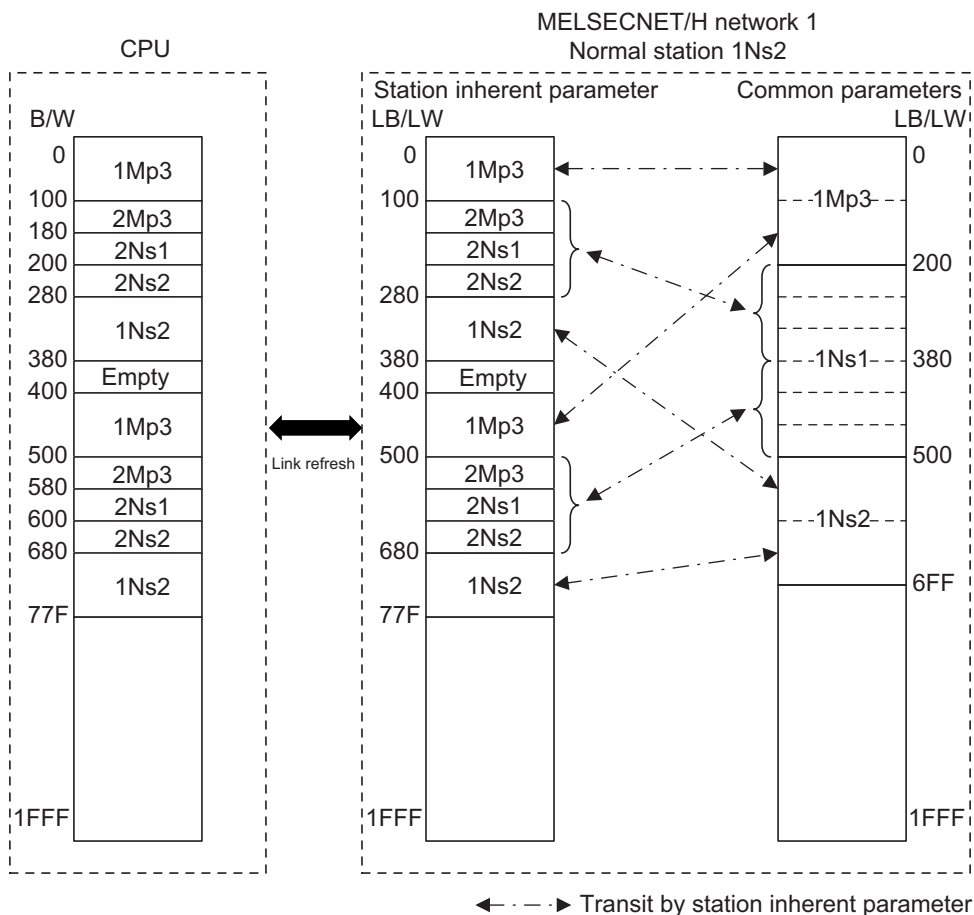 MELSECNET/H network 1
CPU
Normal station 1Ns2
Station inherent parameter
Common parameters
B/W
LB/LW
LB/LW
0
1Mp3
100
2Mp3
180
2Ns1
200
2Ns2
280
1Ns2
380
Empty
400
1Mp3
500
2Mp3
580
2Ns1
600
2Ns2
680
1Ns2
77F
1FFF
Link refresh
0
1Mp3
100
2Mp3
2Ns1
2Ns2
280
1Ns2
380
Empty
400
1Mp3
500
2Mp3
2Ns1
2Ns2
680
1Ns2
77F
1FFF
0
1Mp3
200
1Ns1
380
500
1Ns2
6FF
1FFF
Transit by station inherent parameter